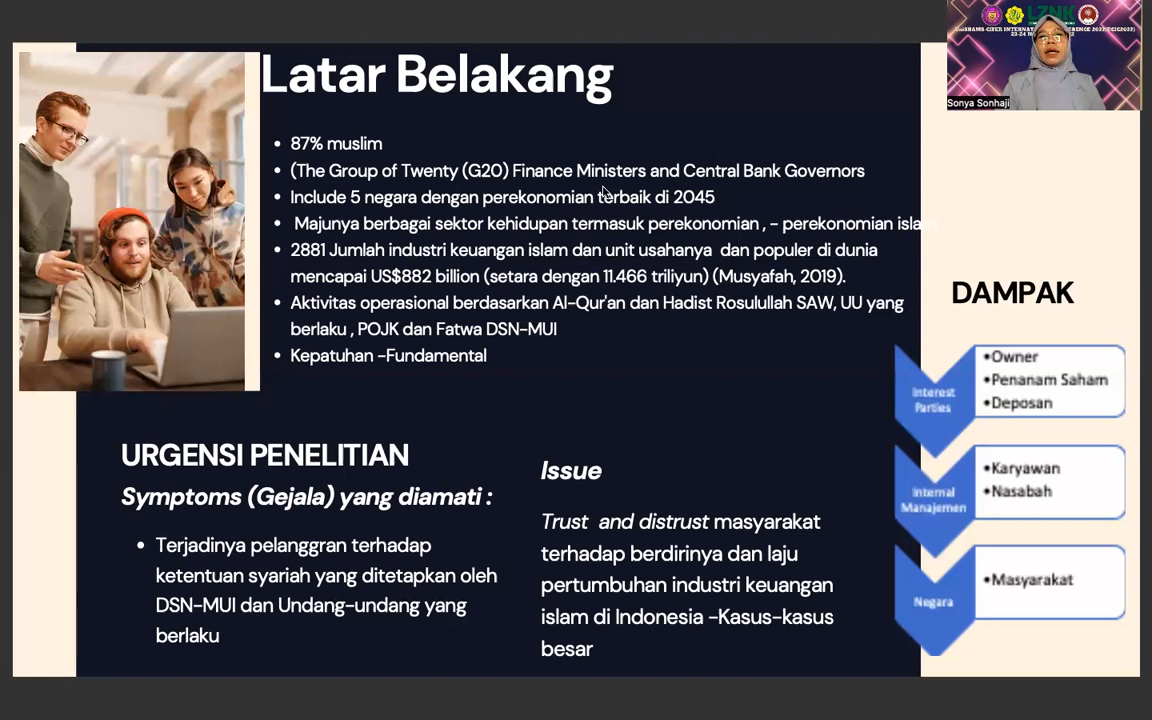 Latar Belakang
• 87% muslim
• (The Group of Twenty (G20) Finance Ministers and Central Bank Governors
• Include 5 negara dengan perekonomian terbaik di 2045
• Majunya berbagai sektor kehidupan termasuk perekonomian , - perekonomian islam
• 2881 Jumlah industri keuangan islam dan unit usahanya dan populer di dunia
mencapai US$882 billion (setara dengan 11.466 triliyun) (Musyafah, 2019).
• Aktivitas operasional berdasarkan Al-Qur'an dan Hadist Rosulullah SAW, UU yang
berlaku , POJK dan Fatwa DSN-MUI
• Kepatuhan -Fundamental
URGENSI PENELITIAN
Symptoms (Gejala) yang diamati :
• Terjadinya pelanggran terhadap
ketentuan syariah yang ditetapkan oleh
DSN-MUI dan Undang-undang yang
berlaku
Issue
Trust and distrust masyarakat
terhadap berdirinya dan laju
pertumbuhan industri keuangan
islam di Indonesia -Kasus-kasus
besar
DAMPAK
Interest
Parties
•Owner
•Penanam Saham
•Deposan
Internal
Manajemen
•Karyawan
•Nasabah
Negara
•Masyarakat
LZNK
23-24
Sonya Sonhaji